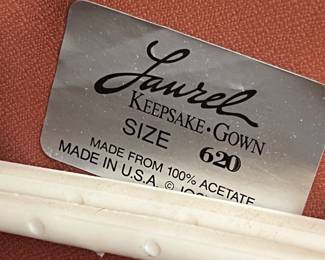 Laurel
KEEPSAKE • GOWN
SIZE 620
MADE FROM 100% ACETATE
MADE IN U.S.A. ©